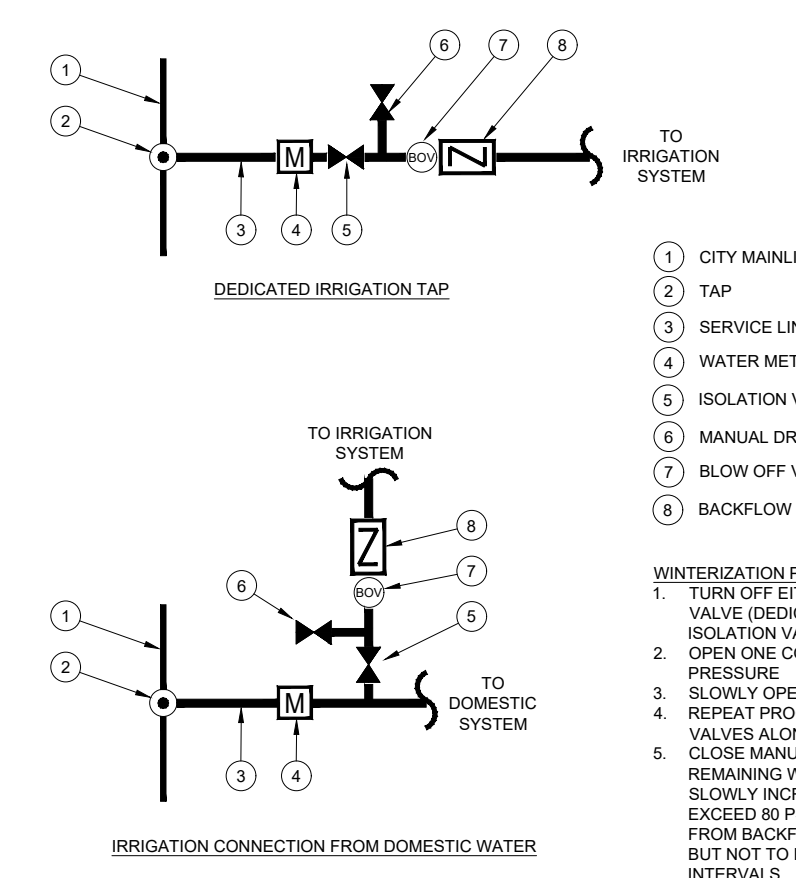 6
7
8
1
2
M
BOV
TO
IRRIGATION
SYSTEM
3
4
5
DEDICATED IRRIGATION TAP
1 CITY MAINLI
2 TAP
3 SERVICE LIN
4 WATER MET
5 ISOLATION V
6 MANUAL DR
7 BLOW OFF V
8 BACKFLOW
TO IRRIGATION
SYSTEM
8
7
6
BOV
5
1
2
M
TO
DOMESTIC
SYSTEM
3
4
IRRIGATION CONNECTION FROM DOMESTIC WATER
WINTERIZATION P
1. TURN OFF EIT
VALVE (DEDIC
ISOLATION VA
2. OPEN ONE CO
PRESSURE
3. SLOWLY OPE
4. REPEAT PRO
VALVES ALON
5. CLOSE MANU
REMAINING W
SLOWLY INCR
EXCEED 80 P
FROM BACKF
BUT NOT TO
INTERVALS